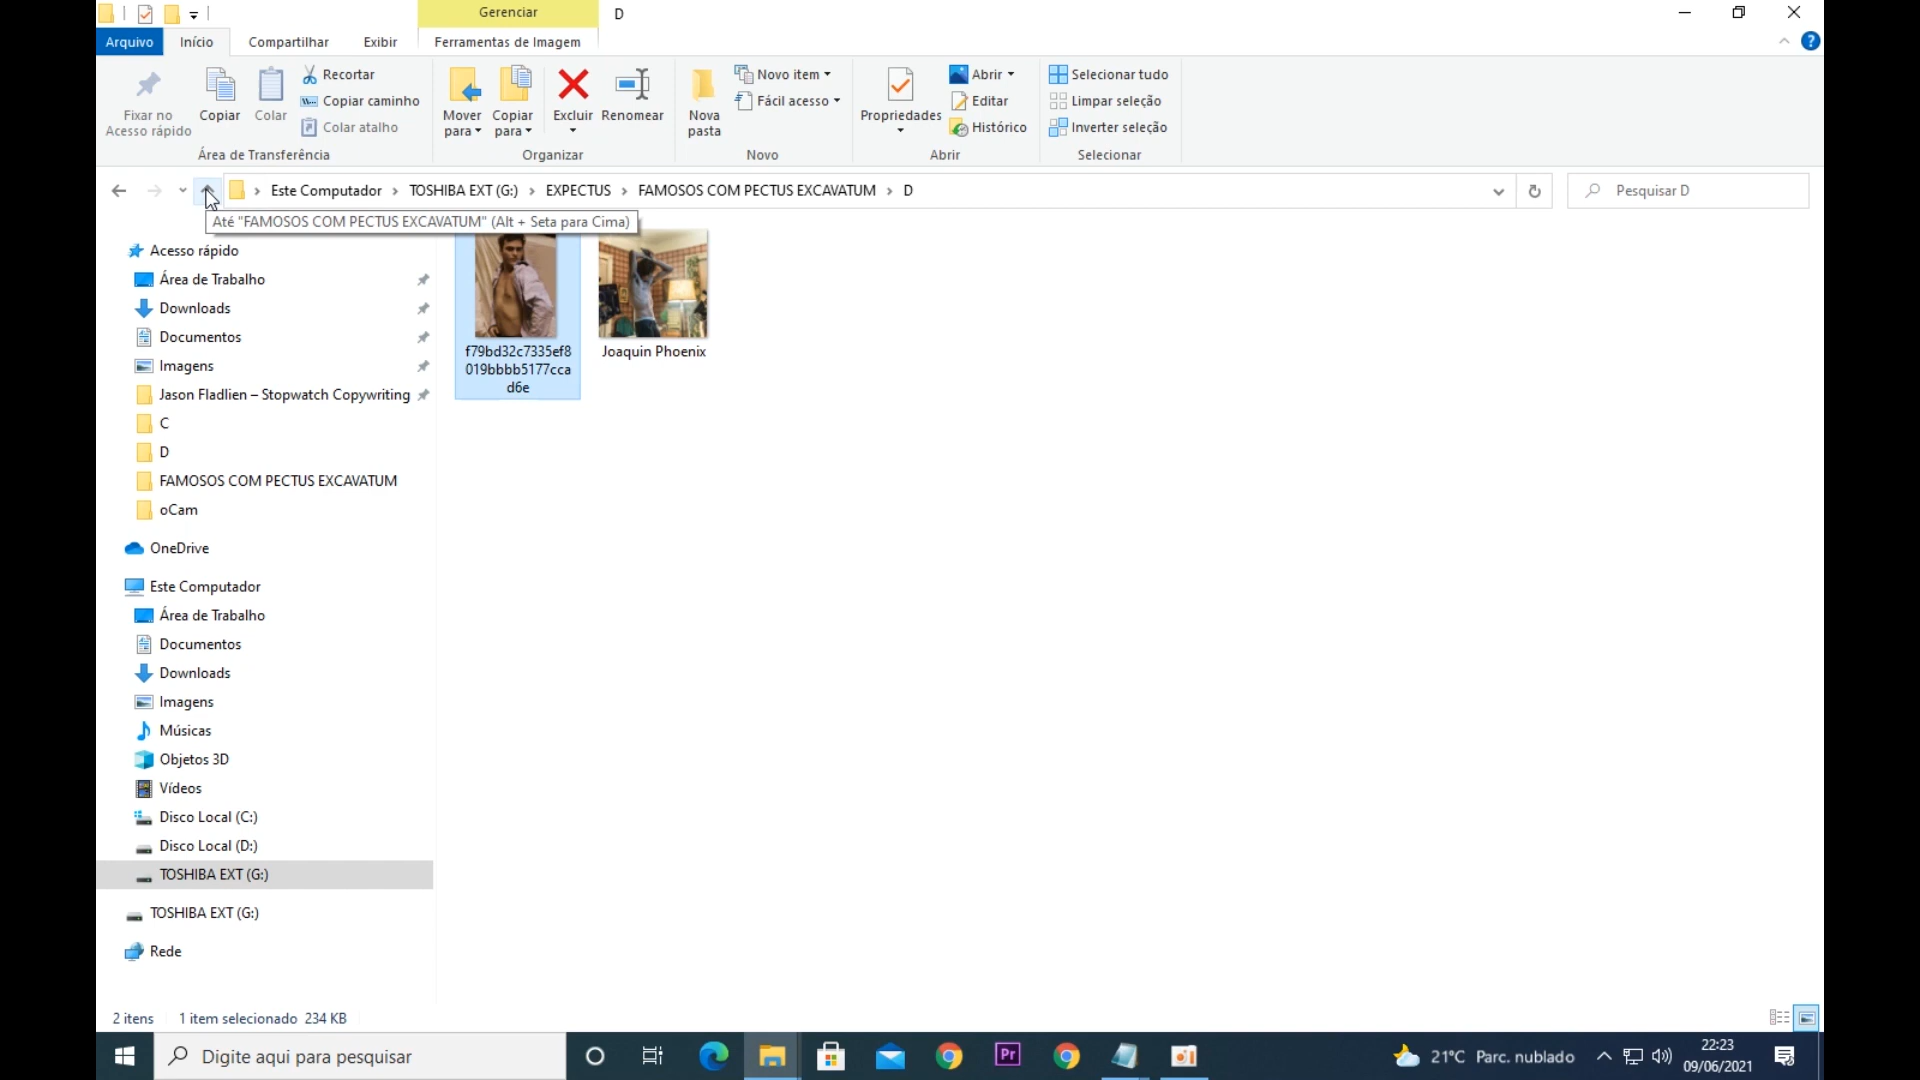 Gerenciar
D
Arquivo
Início
Compartilhar
Exibir
Ferramentas de Imagem
Fixar no
Acesso rápido
Copiar
Colar
Recortar
Copiar caminho
Colar atalho
Área de Transferência
Mover
para
Copiar
para
Excluir
Renomear
Organizar
Nova
pasta
Novo item
Fácil acesso
Novo
Propriedades
Abrir
Editar
Histórico
Abrir
Selecionar tudo
Limpar seleção
Inverter seleção
Selecionar
Este Computador › TOSHIBA EXT (G:) › EXPECTUS › FAMOSOS COM PECTUS EXCAVATUM › D
Pesquisar D
Até "FAMOSOS COM PECTUS EXCAVATUM" (Alt + Seta para Cima)
f79bd32c7335ef8
019bbbb5177cca
d6e
Joaquin Phoenix
Acesso rápido
Área de Trabalho
Downloads
Documentos
Imagens
Jason Fladlien – Stopwatch Copywriting
C
D
FAMOSOS COM PECTUS EXCAVATUM
oCam
OneDrive
Este Computador
Área de Trabalho
Documentos
Downloads
Imagens
Músicas
Objetos 3D
Vídeos
Disco Local (C:)
Disco Local (D:)
TOSHIBA EXT (G:)
TOSHIBA EXT (G:)
Rede
2 itens
1 item selecionado 234 KB
Digite aqui para pesquisar
Pr
21°C Parc. nublado
22:23
09/06/2021